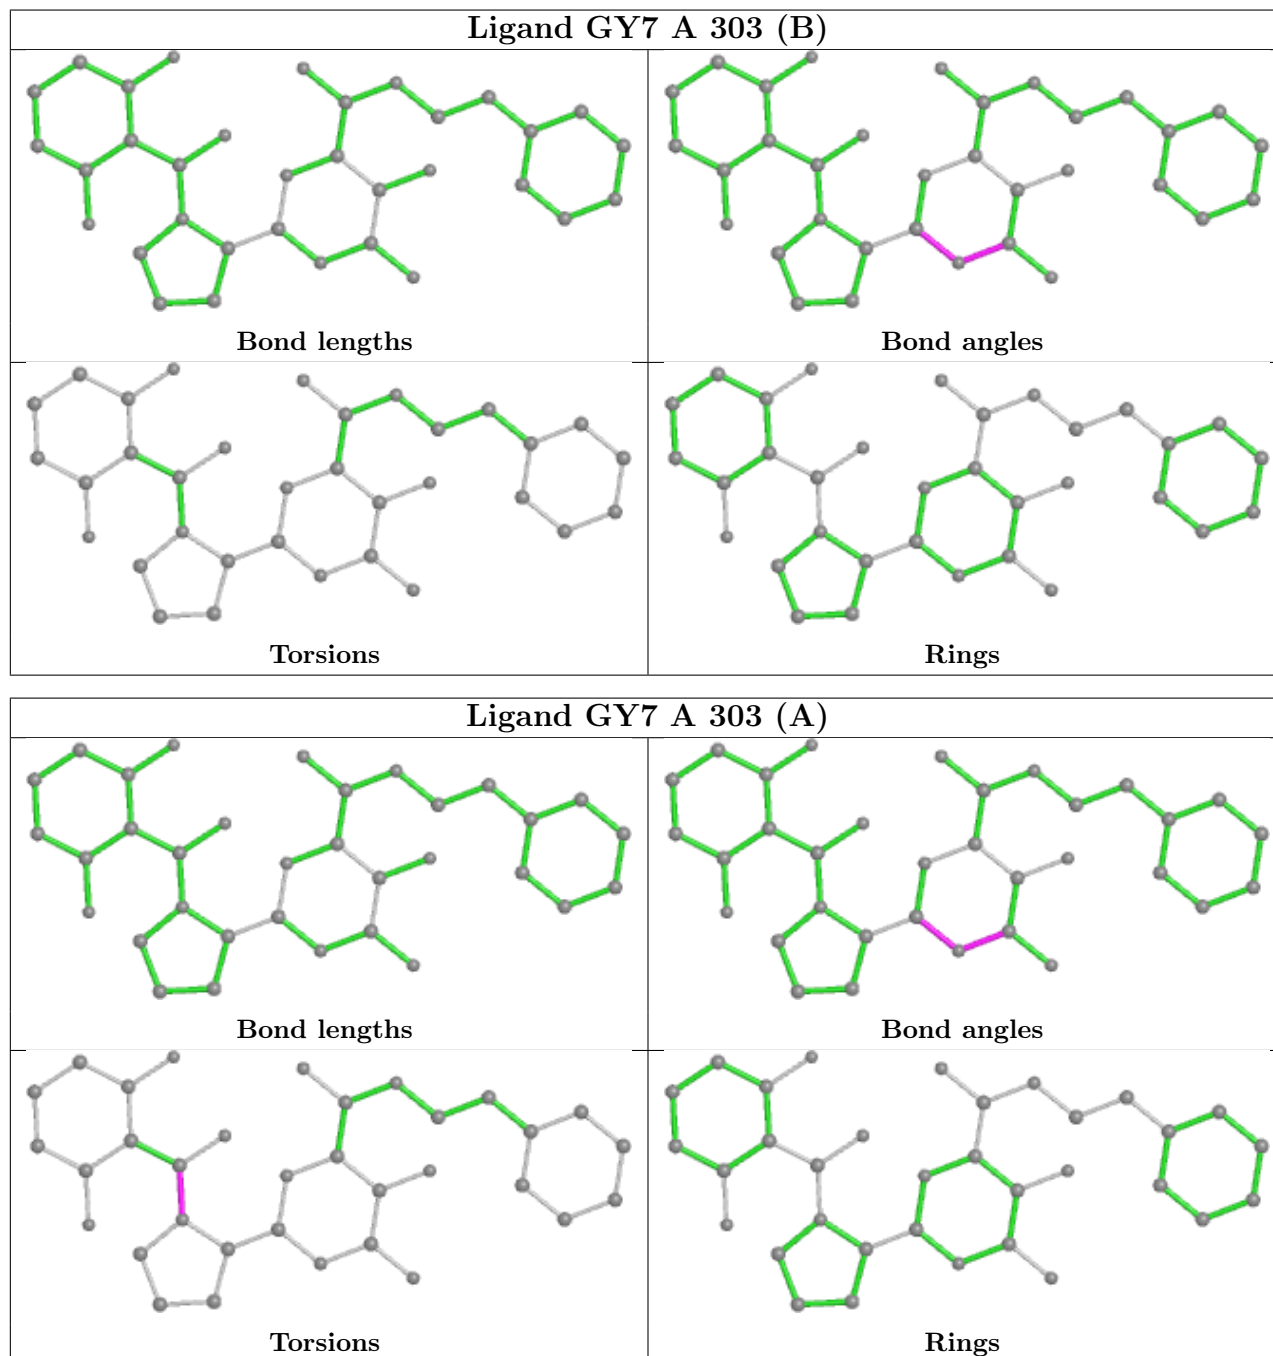 Ligand GY7 A 303 (B)
Bond lengths
Bond angles
Torsions
Rings
Ligand GY7 A 303 (A)
Bond lengths
Bond angles
Torsions
Rings